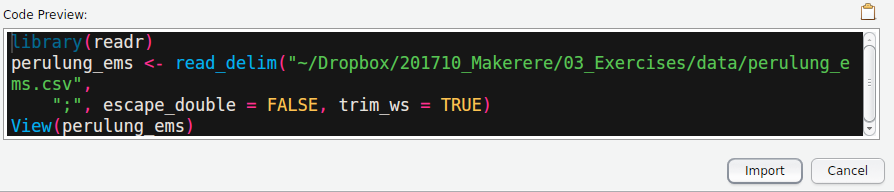 Code Preview:
library(readr)
perulung_ems <- read_delim("~/Dropbox/201710_Makerere/03_Exercises/data/perulung_e
ms.csv",
    ";", escape_double = FALSE, trim_ws = TRUE)
View(perulung_ems)
Import Cancel